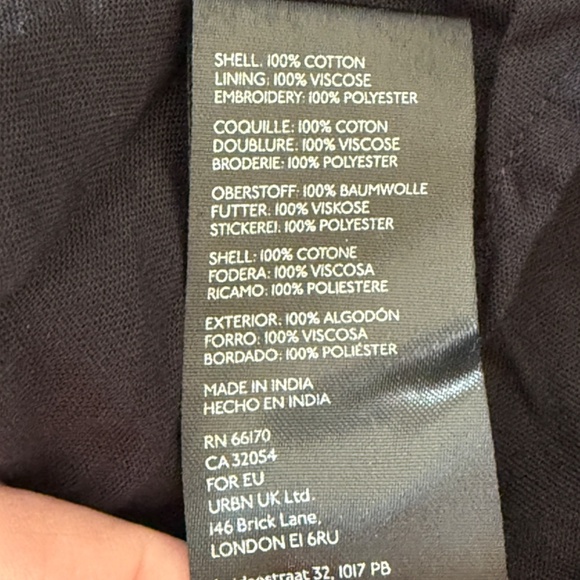 SHELL: 100% COTTON
LINING: 100% VISCOSE
EMBROIDERY: 100% POLYESTER
COQUILLE: 100% COTON
DOUBLURE: 100% VISCOSE
BRODERIE: 100% POLYESTER
OBERSTOFF: 100% BAUMWOLLE
FUTTER: 100% VISKOSE
STICKEREI: 100% POLYESTER
SHELL: 100% COTONE
FODERA: 100% VISCOSA
RICAMO: 100% POLIESTERE
EXTERIOR: 100% ALGODÓN
FORRO: 100% VISCOSA
BORDADO: 100% POLIÉSTER
MADE IN INDIA
HECHO EN INDIA
RN 66170
CA 32054
FOR EU
URBN UK Ltd.
146 Brick Lane,
LONDON E1 6RU
32, 1017 PB